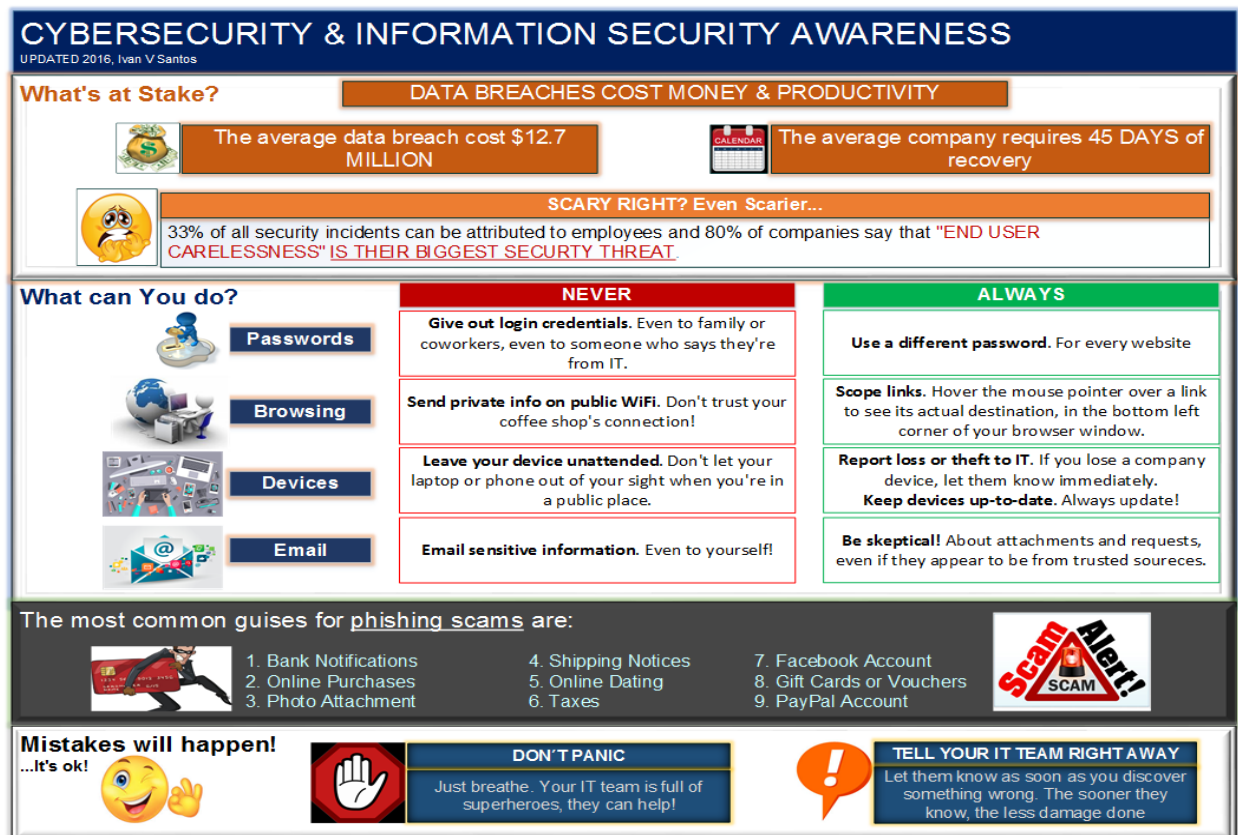 CYBERSECURITY & INFORMATION SECURITY AWARENESS
UPDATED 2016, Ivan V Santos
What's at Stake?
DATA BREACHES COST MONEY & PRODUCTIVITY
The average data breach cost $12.7
MILLION
CALENDAR
The average company requires 45 DAYS of
recovery
SCARY RIGHT? Even Scarier...
33% of all security incidents can be attributed to employees and 80% of companies say that "END USER
CARELESSNESS" IS THEIR BIGGEST SECURTY THREAT.
What can You do?
NEVER
ALWAYS
Passwords
Give out login credentials. Even to family or
coworkers, even to someone who says they're
from IT.
Use a different password. For every website
Browsing
Send private info on public WiFi. Don't trust your
coffee shop's connection!
Scope links. Hover the mouse pointer over a link
to see its actual destination, in the bottom left
corner of your browser window.
Devices
Leave your device unattended. Don't let your
laptop or phone out of your sight when you're in
a public place.
Report loss or theft to IT. If you lose a company
device, let them know immediately.
Keep devices up-to-date. Always update!
Email
Email sensitive information. Even to yourself!
Be skeptical! About attachments and requests,
even if they appear to be from trusted soureces.
The most common guises for phishing scams are:
1. Bank Notifications
2. Online Purchases
3. Photo Attachment
4. Shipping Notices
5. Online Dating
6. Taxes
7. Facebook Account
8. Gift Cards or Vouchers
9. PayPal Account
Scam Alert!
SCAM
Mistakes will happen!
...It's ok!
DON´T PANIC
Just breathe. Your IT team is full of
superheroes, they can help!
TELL YOUR IT TEAM RIGHT AWAY
Let them know as soon as you discover
something wrong. The sooner they
know, the less damage done